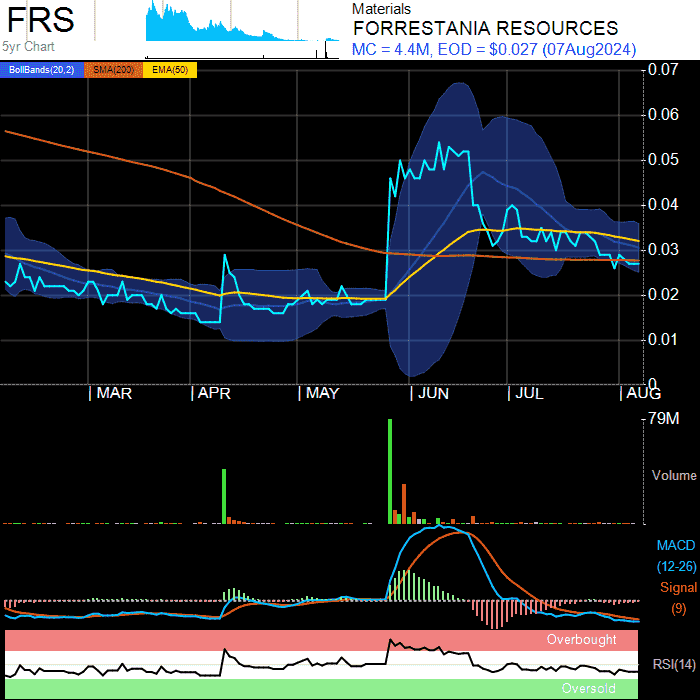 FRS
5yr Chart
Materials
FORRESTANIA RESOURCES
MC = 4.4M, EOD = $0.027 (07Aug2024)
BollBands(20,2) SMA(200) EMA(50)
0.07
0.06
0.05
0.04
0.03
0.02
0.01
0
| MAR | APR | MAY | JUN | JUL | AUG
79M
Volume
MACD
(12-26)
Signal
(9)
Overbought
RSI(14)
Oversold